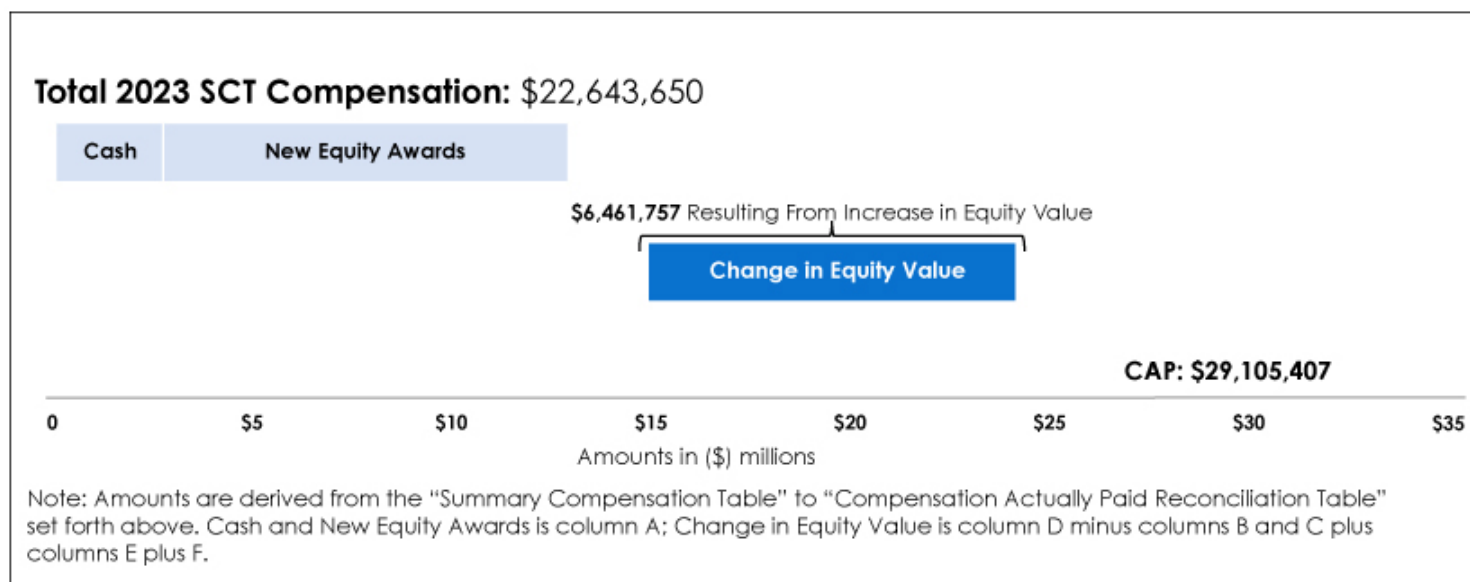 Total 2023 SCT Compensation: $22,643,650
Cash New Equity Awards
$6,461,757 Resulting From Increase in Equity Value
Change in Equity Value
CAP: $29,105,407
0 $5 $10 $15 $20 $25 $30 $35
Amounts in ($) millions
Note: Amounts are derived from the “Summary Compensation Table” to “Compensation Actually Paid Reconciliation Table”
set forth above. Cash and New Equity Awards is column A; Change in Equity Value is column D minus columns B and C plus
columns E plus F.